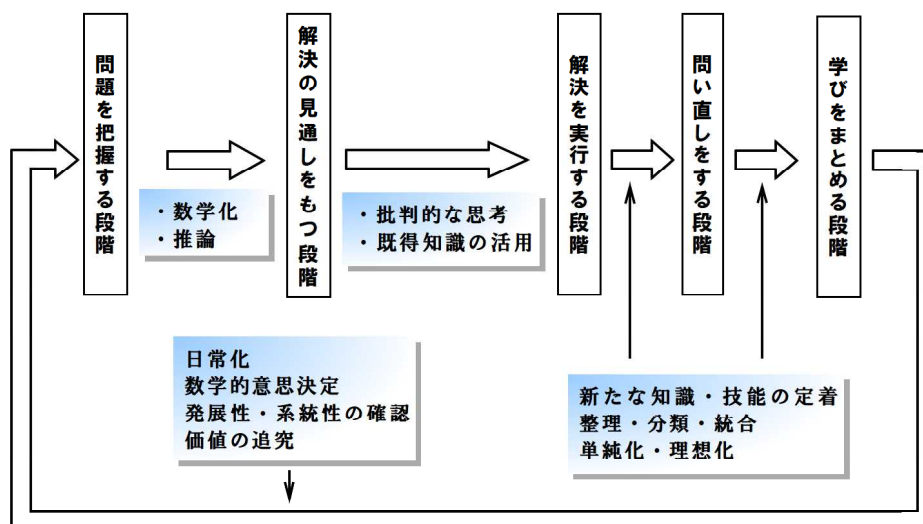 問題を把握する段階
・数学化
・推論
解決の見通しをもつ段階
・批判的な思考
・既得知識の活用
解決を実行する段階
問い直しをする段階
学びをまとめる段階
日常化
数学的意思決定
発展性・系統性の確認
価値の追究
新たな知識・技能の定着
整理・分類・統合
単純化・理想化